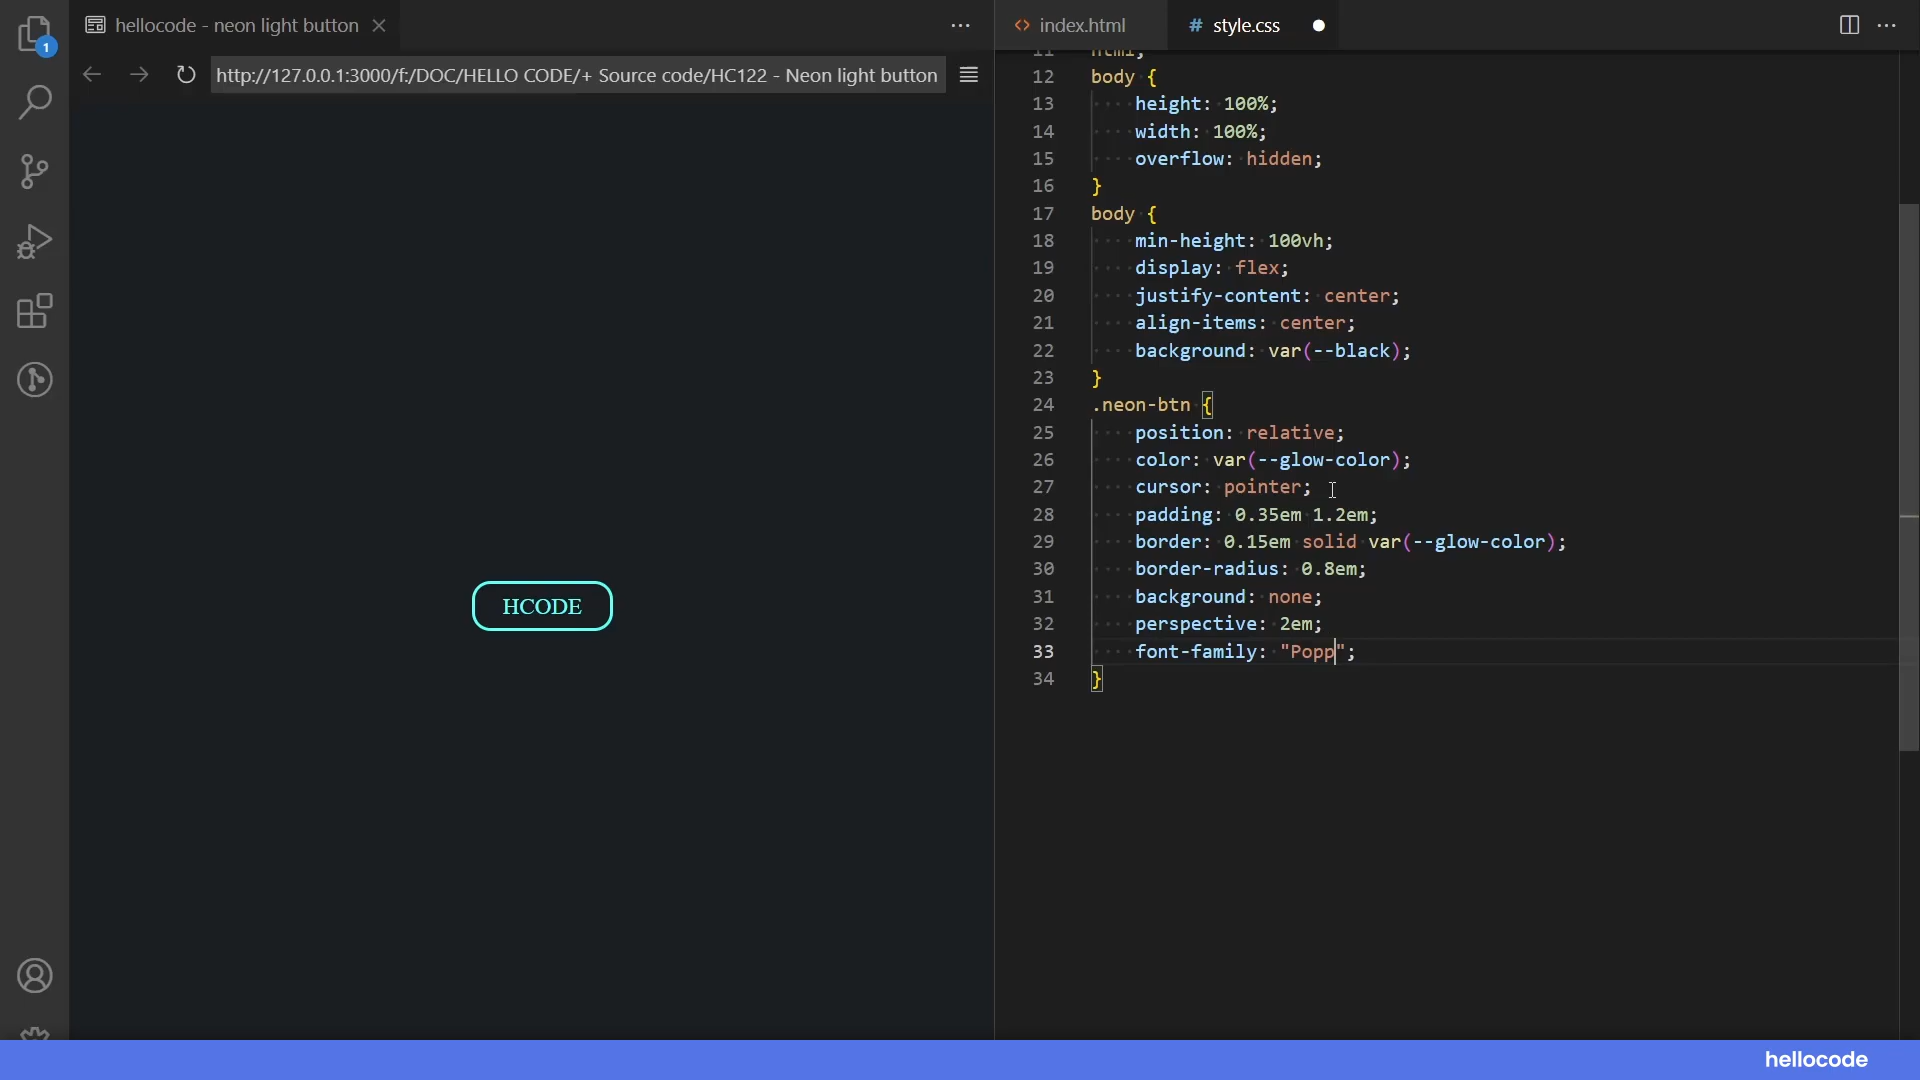 1
hellocode - neon light button
http://127.0.0.1:3000/f:/DOC/HELLO CODE/+ Source code/HC122 - Neon light button
HCODE
<> index.html
# style.css
11 html,
12 body {
13 height: 100%;
14 width: 100%;
15 overflow: hidden;
16 }
17 body {
18 min-height: 100vh;
19 display: flex;
20 justify-content: center;
21 align-items: center;
22 background: var(--black);
23 }
24 .neon-btn {
25 position: relative;
26 color: var(--glow-color);
27 cursor: pointer;
28 padding: 0.35em 1.2em;
29 border: 0.15em solid var(--glow-color);
30 border-radius: 0.8em;
31 background: none;
32 perspective: 2em;
33 font-family: "Popp";
34 }
hellocode